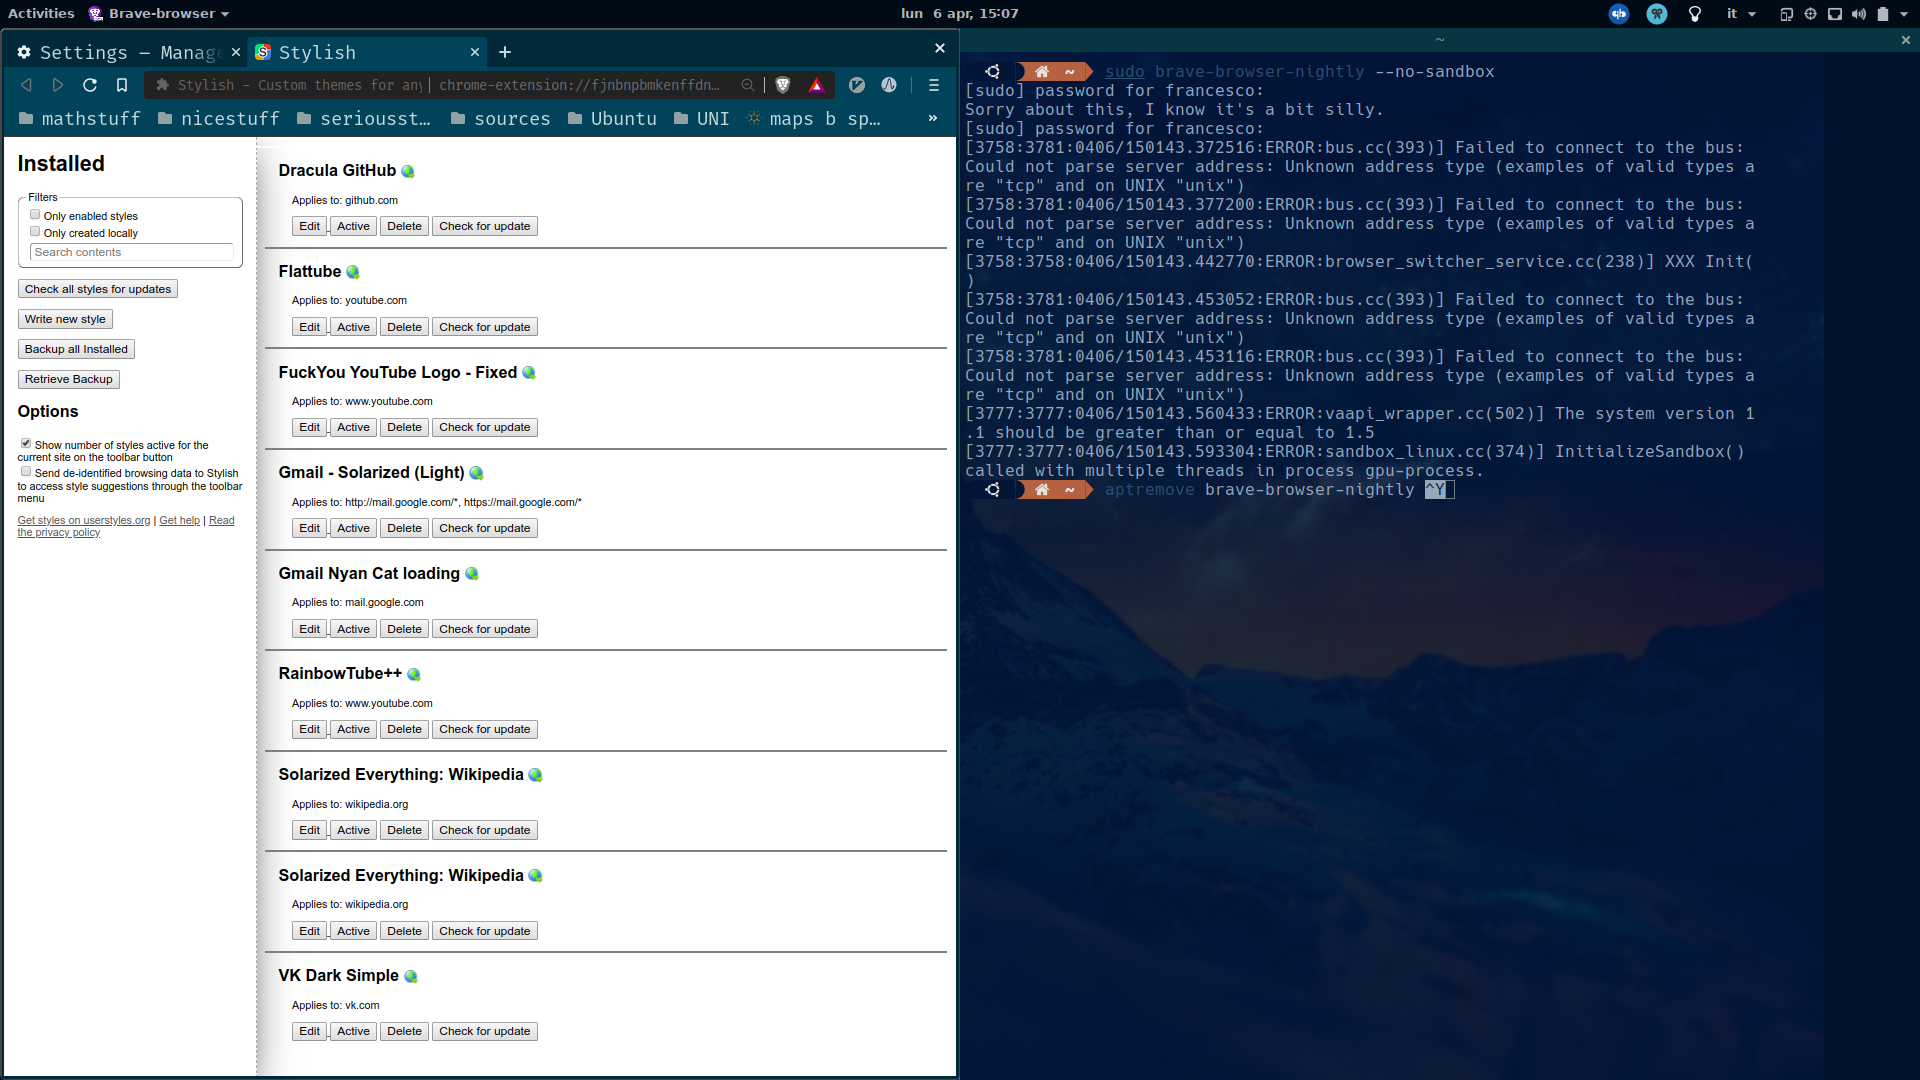 Activities
Brave-browser
lun 6 apr, 15:07
it
Settings – Manag
Stylish
Stylish - Custom themes for any
chrome-extension://fjnbnpbmkenffdn…
mathstuff
nicestuff
seriousst…
sources
Ubuntu
UNI
maps b sp…
»
Installed
Filters
Only enabled styles
Only created locally
Search contents
Check all styles for updates
Write new style
Backup all Installed
Retrieve Backup
Options
Show number of styles active for the
current site on the toolbar button
Send de-identified browsing data to Stylish
to access style suggestions through the toolbar
menu
Get styles on userstyles.org | Get help | Read
the privacy policy
Dracula GitHub
Applies to: github.com
Edit Active Delete Check for update
Flattube
Applies to: youtube.com
Edit Active Delete Check for update
FuckYou YouTube Logo - Fixed
Applies to: www.youtube.com
Edit Active Delete Check for update
Gmail - Solarized (Light)
Applies to: http://mail.google.com/*, https://mail.google.com/*
Edit Active Delete Check for update
Gmail Nyan Cat loading
Applies to: mail.google.com
Edit Active Delete Check for update
RainbowTube++
Applies to: www.youtube.com
Edit Active Delete Check for update
Solarized Everything: Wikipedia
Applies to: wikipedia.org
Edit Active Delete Check for update
Solarized Everything: Wikipedia
Applies to: wikipedia.org
Edit Active Delete Check for update
VK Dark Simple
Applies to: vk.com
Edit Active Delete Check for update
~
~ sudo brave-browser-nightly --no-sandbox
[sudo] password for francesco:
Sorry about this, I know it's a bit silly.
[sudo] password for francesco:
[3758:3781:0406/150143.372516:ERROR:bus.cc(393)] Failed to connect to the bus:
Could not parse server address: Unknown address type (examples of valid types a
re "tcp" and on UNIX "unix")
[3758:3781:0406/150143.377200:ERROR:bus.cc(393)] Failed to connect to the bus:
Could not parse server address: Unknown address type (examples of valid types a
re "tcp" and on UNIX "unix")
[3758:3758:0406/150143.442770:ERROR:browser_switcher_service.cc(238)] XXX Init(
)
[3758:3781:0406/150143.453052:ERROR:bus.cc(393)] Failed to connect to the bus:
Could not parse server address: Unknown address type (examples of valid types a
re "tcp" and on UNIX "unix")
[3758:3781:0406/150143.453116:ERROR:bus.cc(393)] Failed to connect to the bus:
Could not parse server address: Unknown address type (examples of valid types a
re "tcp" and on UNIX "unix")
[3777:3777:0406/150143.560433:ERROR:vaapi_wrapper.cc(502)] The system version 1
.1 should be greater than or equal to 1.5
[3777:3777:0406/150143.593304:ERROR:sandbox_linux.cc(374)] InitializeSandbox()
called with multiple threads in process gpu-process.
~ aptremove brave-browser-nightly ^Y